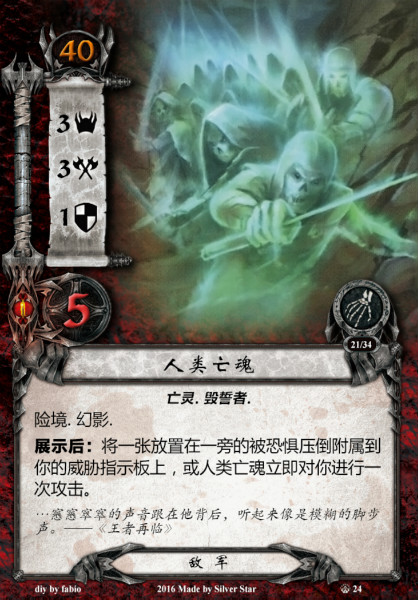 40
3
3
1
5
21/34
人类亡魂
亡灵. 毁誓者.
险境. 幻影.
展示后：将一张放置在一旁的被恐惧压倒附属到
你的威胁指示板上，或人类亡魂立即对你进行一
次攻击。
…窸窸窣窣的声音跟在他背后，听起来像是模糊的脚步
声。——《王者再临》
敌军
diy by fabio
2016 Made by Silver Star
24